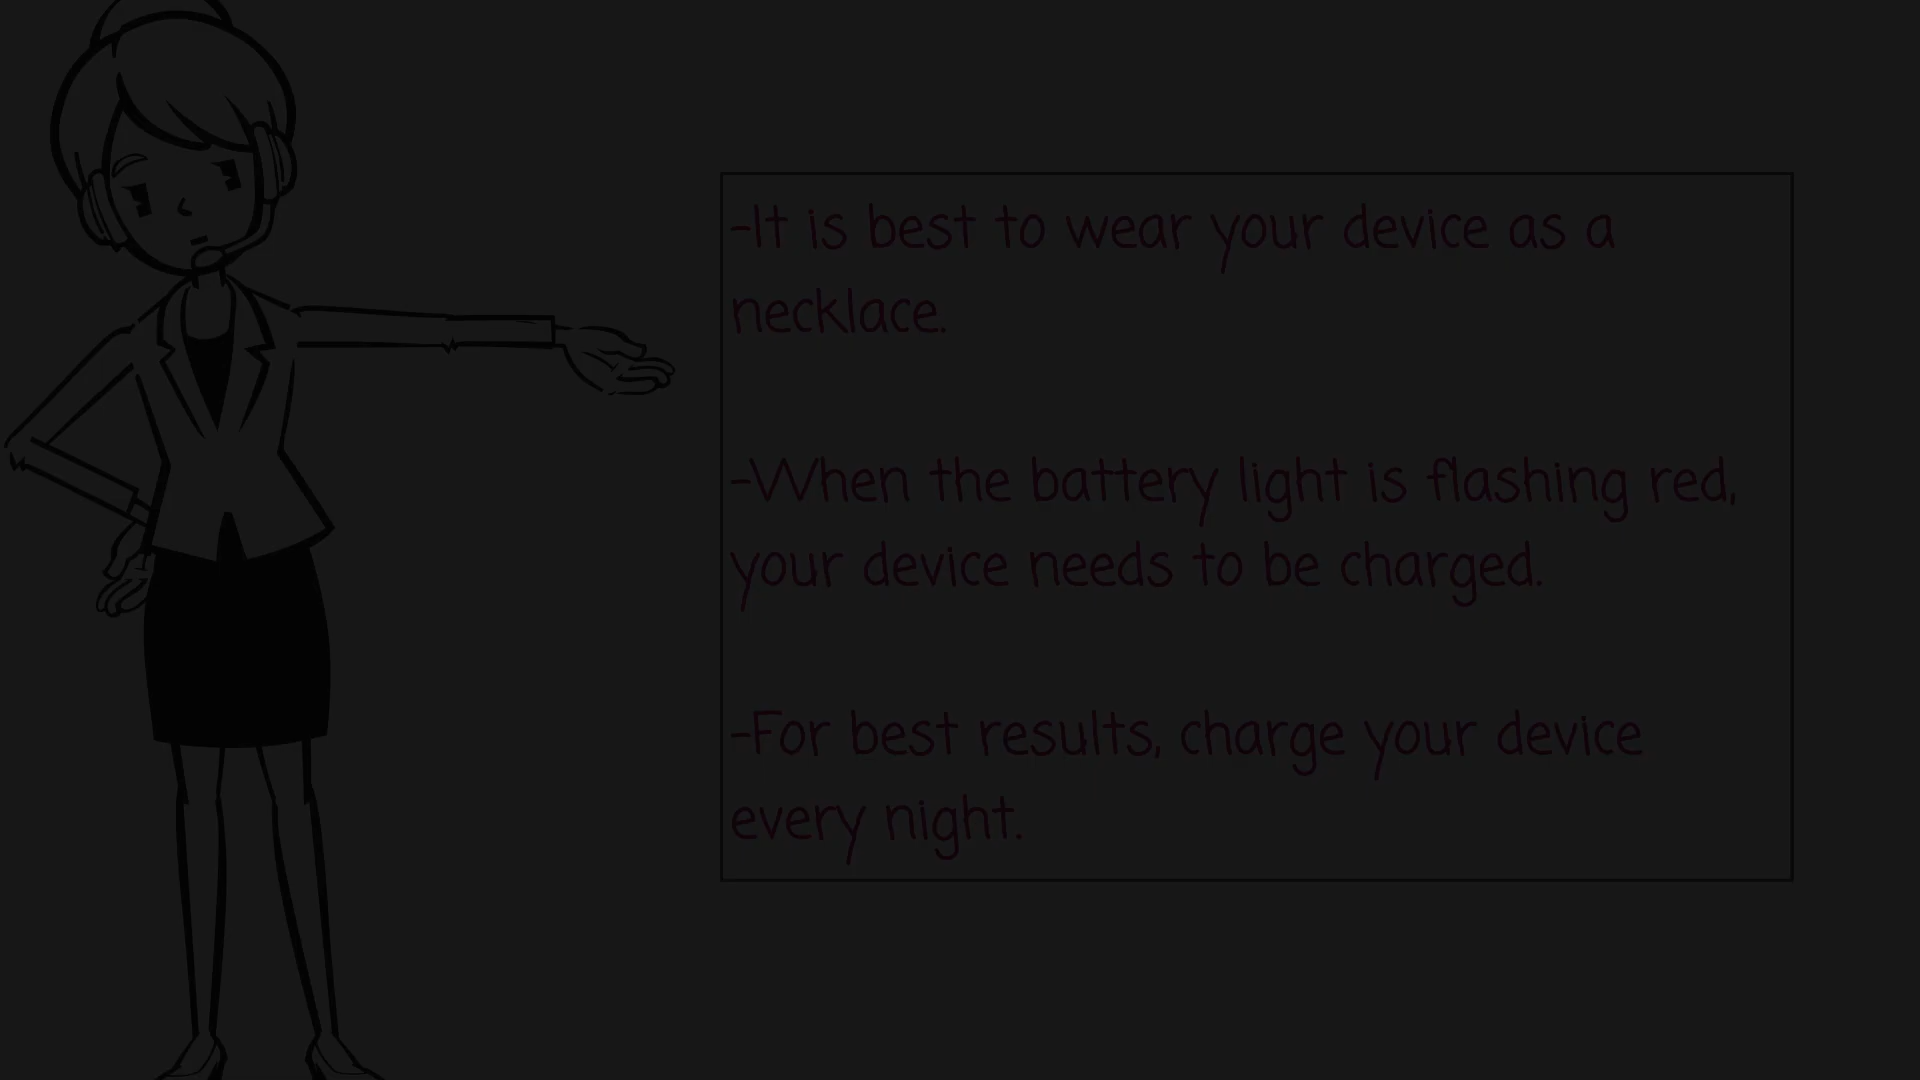 -It is best to wear your device as a
necklace.
-When the battery light is flashing red,
your device needs to be charged.
-For best results, charge your device
every night.